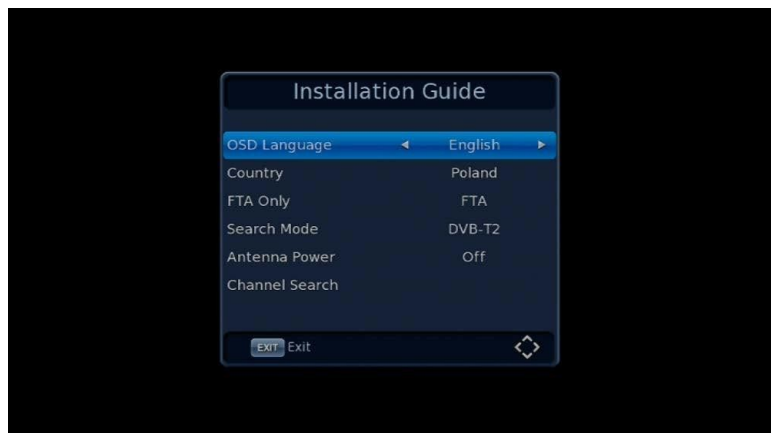 Installation Guide
OSD Language English
Country Poland
FTA Only FTA
Search Mode DVB-T2
Antenna Power Off
Channel Search
EXIT Exit